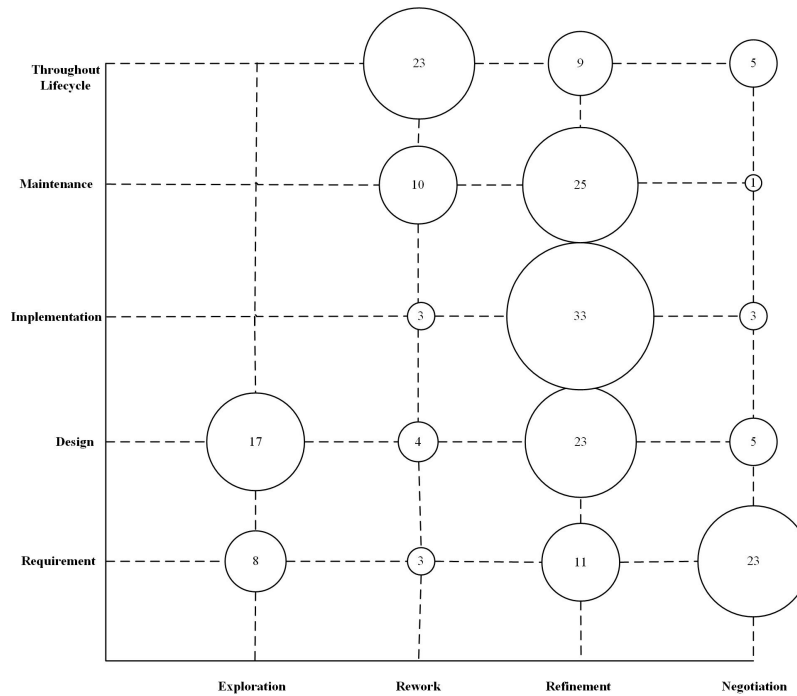 Throughout
Lifecycle
23
9
5
Maintenance
10
25
1
Implementation
3
33
3
Design
17
4
23
5
Requirement
8
3
11
23
Exploration
Rework
Refinement
Negotiation